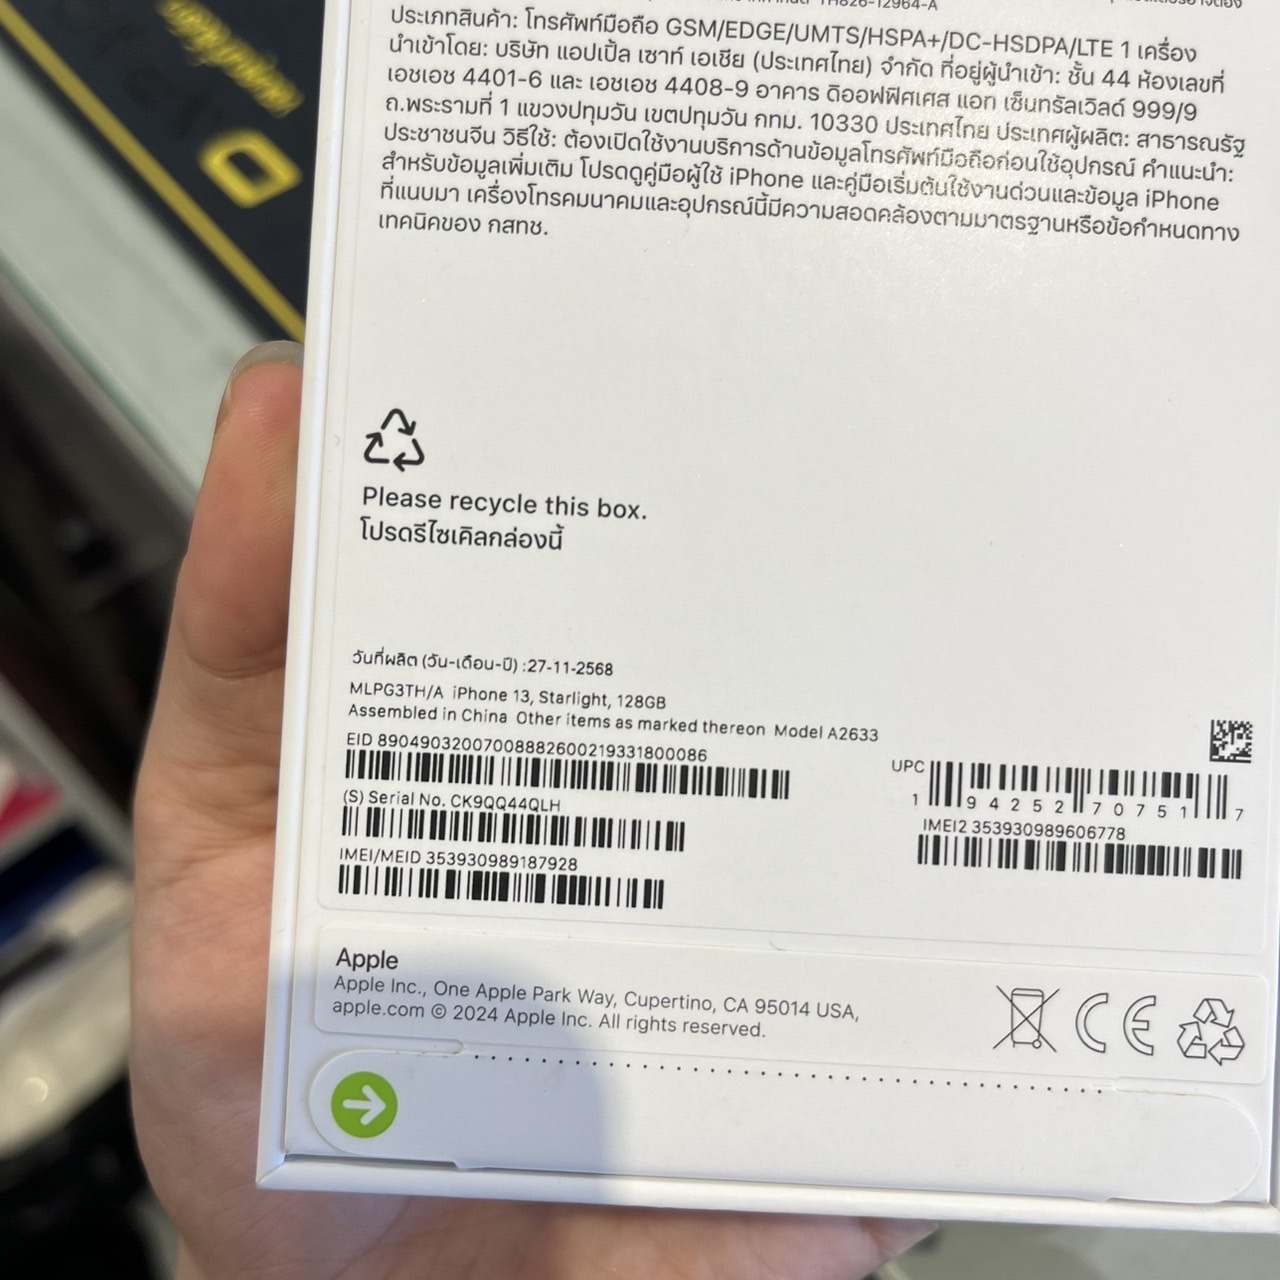 TH826-12964-A
ประเภทสินค้า: โทรศัพท์มือถือ GSM/EDGE/UMTS/HSPA+/DC-HSDPA/LTE 1 เครื่อง
นำเข้าโดย: บริษัท แอปเปิ้ล เซาท์ เอเชีย (ประเทศไทย) จำกัด ที่อยู่ผู้นำเข้า: ชั้น 44 ห้องเลขที่
เอชเอช 4401-6 และ เอชเอช 4408-9 อาคาร ดิออฟฟิศเศส แอท เซ็นทรัลเวิลด์ 999/9
ถ.พระรามที่ 1 แขวงปทุมวัน เขตปทุมวัน กทม. 10330 ประเทศไทย ประเทศผู้ผลิต: สาธารณรัฐ
ประชาชนจีน วิธีใช้: ต้องเปิดใช้งานบริการด้านข้อมูลโทรศัพท์มือถือก่อนใช้อุปกรณ์ คำแนะนำ:
สำหรับข้อมูลเพิ่มเติม โปรดดูคู่มือผู้ใช้ iPhone และคู่มือเริ่มต้นใช้งานด่วนและข้อมูล iPhone
ที่แนบมา เครื่องโทรคมนาคมและอุปกรณ์นี้มีความสอดคล้องตามมาตรฐานหรือข้อกำหนดทาง
เทคนิคของ กสทช.
Please recycle this box.
โปรดรีไซเคิลกล่องนี้
วันที่ผลิต (วัน-เดือน-ปี) :27-11-2568
MLPG3TH/A iPhone 13, Starlight, 128GB
Assembled in China Other items as marked thereon Model A2633
EID 89049032007008882600219331800086
UPC
1 94252 70751 7
(S) Serial No. CK9QQ44QLH
IMEI2 353930989606778
IMEI/MEID 353930989187928
Apple
Apple Inc., One Apple Park Way, Cupertino, CA 95014 USA,
apple.com © 2024 Apple Inc. All rights reserved.
CE